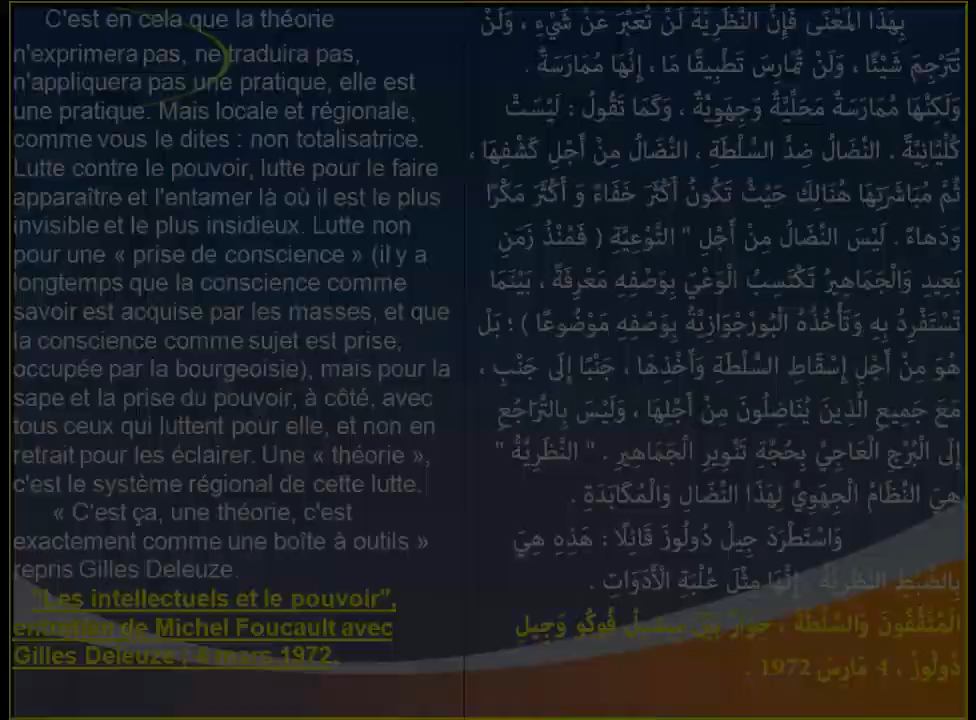 C'est en cela que la théorie
n'exprimera pas, ne traduira pas,
n'appliquera pas une pratique, elle est
une pratique. Mais locale et régionale,
comme vous le dites : non totalisatrice.
Lutte contre le pouvoir, lutte pour le faire
apparaître et l'entamer là où il est le plus
invisible et le plus insidieux. Lutte non
pour une « prise de conscience » (il y a
longtemps que la conscience comme
savoir est acquise par les masses, et que
la conscience comme sujet est prise,
occupée par la bourgeoisie), mais pour la
sape et la prise du pouvoir, à côté, avec
tous ceux qui luttent pour elle, et non en
retrait pour les éclairer. Une « théorie »,
c'est le système régional de cette lutte.
« C'est ça, une théorie, c'est
exactement comme une boîte à outils »
repris Gilles Deleuze.
"Les intellectuels et le pouvoir",
entretien de Michel Foucault avec
Gilles Deleuze ; 4 mars 1972.
بِهَذَا الْمَعْنَى فَإِنَّ النَّظَرِيَّةَ لَنْ تُعَبِّرَ عَنْ شَيْءٍ ، وَلَنْ
تُتَرْجِمَ شَيْئًا ، وَلَنْ تُمَارِسَ تَطْبِيقًا مَا ، إِنَّهَا مُمَارَسَةٌ .
وَلَكِنَّهَا مُمَارَسَةٌ مَحَلِّيَّةٌ وَجِهَوِيَّةٌ ، وَكَمَا تَقُولُ : لَيْسَتْ
كُلِّيَانِيَّةً . النِّضَالُ ضِدَّ السُّلْطَةِ ، النِّضَالُ مِنْ أَجْلِ كَشْفِهَا ،
ثُمَّ مُبَاشَرَتِهَا هُنَالِكَ حَيْثُ تَكُونُ أَكْثَرَ خَفَاءً وَ أَكْثَرَ مَكْرًا
وَدَهَاءً . لَيْسَ النِّضَالُ مِنْ أَجْلِ " التَّوْعِيَّةِ ( فَمُنْذُ زَمَنِ
بَعِيدِ وَالْجَمَاهِيرُ تَكْتَسِبُ الْوَعْيَ بِوَصْفِهِ مَعْرِفَةً ، بَيْنَمَا
تَسْتَفْرِدُ بِهِ وَتَأْخُذُهُ الْبُورْجْوَازِيَّةُ بِوَصْفِهِ مَوْضُوعًا ) ؛ بَلْ
هُوَ مِنْ أَجْلِ إِسْقَاطِ السُّلْطَةِ وَأَخْذِهَا ، جَنْبًا إِلَى جَنْبٍ ،
مَعَ جَمِيعِ الَّذِينَ يُنَاضِلُونَ مِنْ أَجْلِهَا ، وَلَيْسَ بِالتَّرَاجُعِ
إِلَى الْبُرْجِ الْعَاجِيِّ بِحُجَّةِ تَنْوِيرِ الْجَمَاهِيرِ . " النَّظَرِيَّةُ "
هِيَ النِّظَامُ الْجِهَوِيُّ لِهَذَا النِّضَالِ وَالْمُكَابَدَةِ .
وَاسْتَطْرَدَ جِيلْ دُولُوزْ قَائِلًا : هَذِهِ هِيَ
بِالضَّبْطِ النَّظَرِيَّةُ . إِنَّهَا مِثْلَ عُلْبَةِ الْأَدَوَاتِ .
الْمُثَقَّفُونَ وَالسُّلْطَةُ ، حِوَارٌ بَيْنَ مِيشِيلْ فُوكُو وَجِيلِ
دُولُوزْ ، 4 مَارِسَ 1972 .